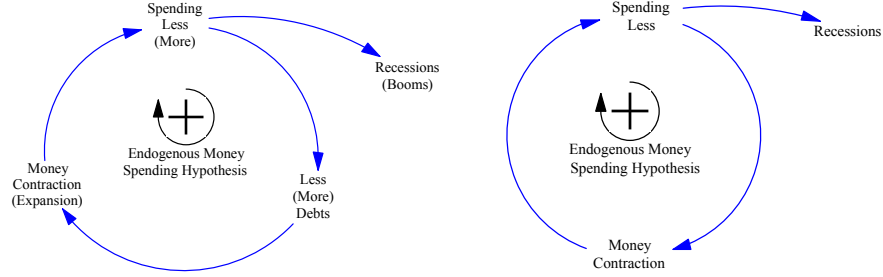 Spending
Less
(More)
Recessions
(Booms)
Endogenous Money
Spending Hypothesis
Money
Contraction
(Expansion)
Less
(More)
Debts
Spending
Less
Recessions
Endogenous Money
Spending Hypothesis
Money
Contraction